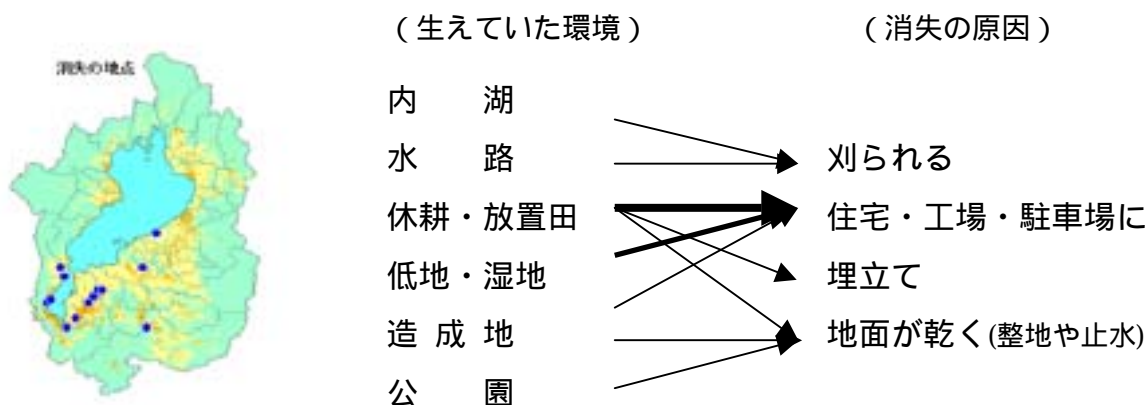 (生えていた環境)
(消失の原因)
消失の地点
内 湖
水 路
刈られる
休耕・放置田
住宅・工場・駐車場に
低地・湿地
埋立て
造 成 地
地面が乾く(整地や止水)
公 園